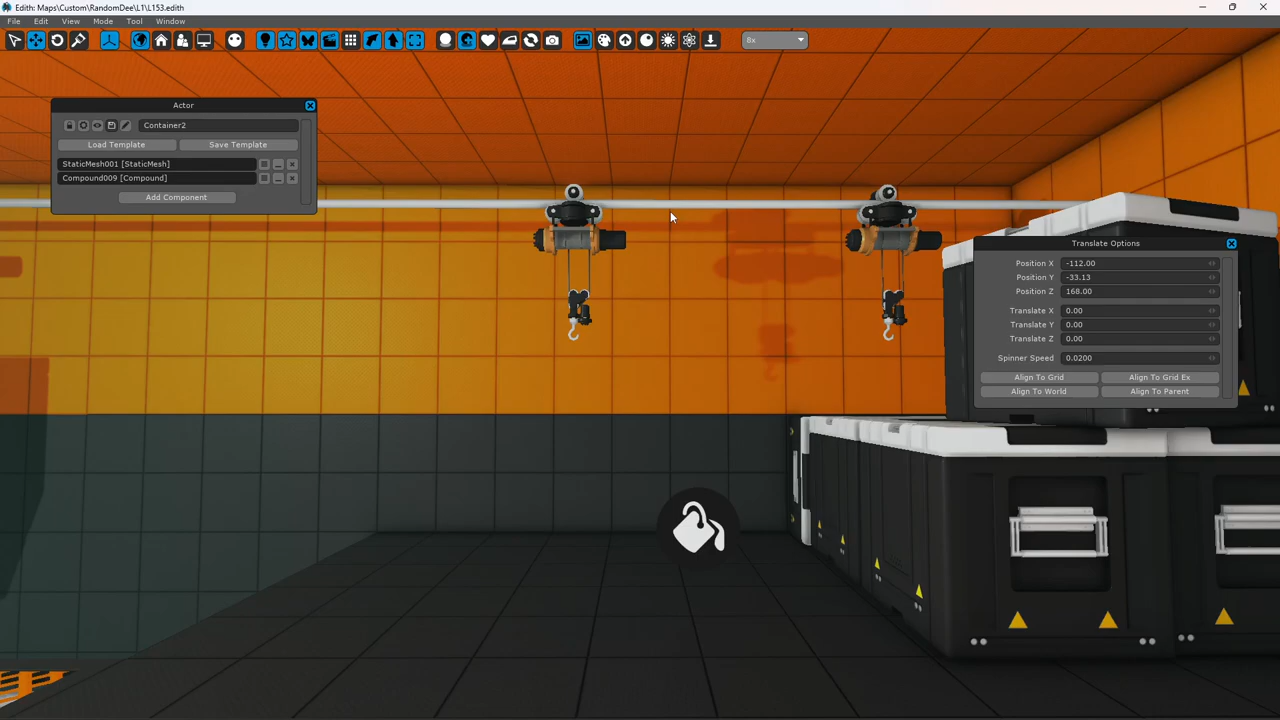 Edith: Maps\Custom\RandomDee\L1\L153.edith
File Edit View Mode Tool Window
8x
Actor
Container2
Load Template Save Template
StaticMesh001 [StaticMesh]
Compound009 [Compound]
Add Component
Translate Options
Position X -112.00
Position Y -33.13
Position Z 168.00
Translate X 0.00
Translate Y 0.00
Translate Z 0.00
Spinner Speed 0.0200
Align To Grid Align To Grid Ex
Align To World Align To Parent